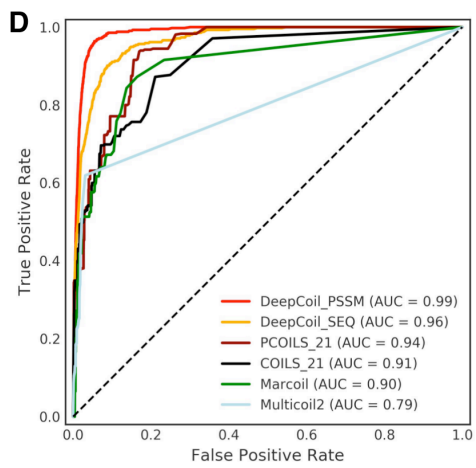 D
1.0
0.8
0.6
0.4
0.2
0.0
True Positive Rate
DeepCoil_PSSM (AUC = 0.99)
DeepCoil_SEQ (AUC = 0.96)
PCOILS_21 (AUC = 0.94)
COILS_21 (AUC = 0.91)
Marcoil (AUC = 0.90)
Multicoil2 (AUC = 0.79)
0.0 0.2 0.4 0.6 0.8 1.0
False Positive Rate